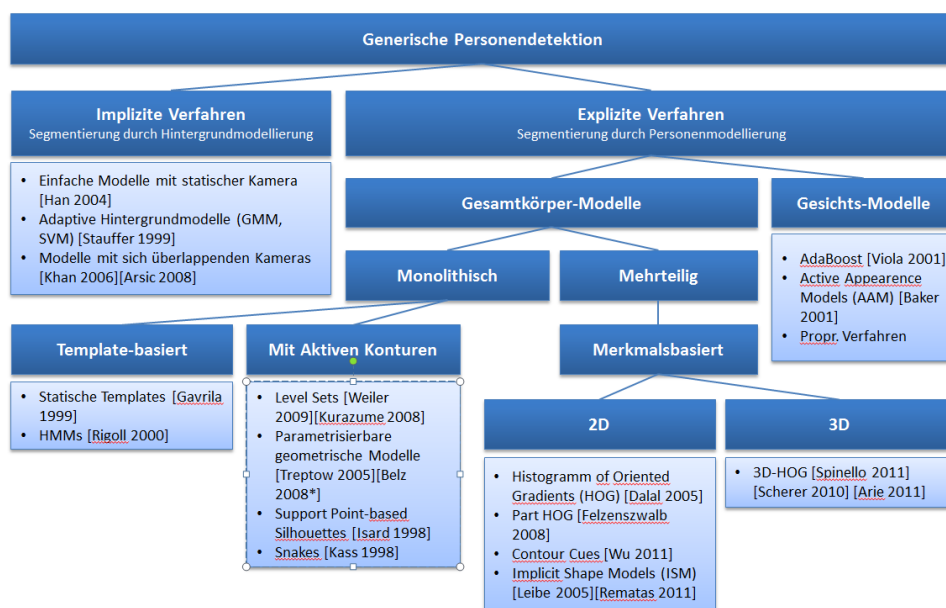 Generische Personendetektion
Implizite Verfahren
Segmentierung durch Hintergrundmodellierung
Explizite Verfahren
Segmentierung durch Personenmodellierung
• Einfache Modelle mit statischer Kamera
[Han 2004]
• Adaptive Hintergrundmodelle (GMM,
SVM) [Stauffer 1999]
• Modelle mit sich überlappenden Kameras
[Khan 2006][Arsic 2008]
Gesamtkörper-Modelle
Gesichts-Modelle
• AdaBoost [Viola 2001]
• Active Appearence
Models (AAM) [Baker
2001]
• Propr. Verfahren
Monolithisch
Mehrteilig
Template-basiert
Mit Aktiven Konturen
Merkmalsbasiert
• Statische Templates [Gavrila
1999]
• HMMs [Rigoll 2000]
• Level Sets [Weiler
2009][Kurazume 2008]
• Parametrisierbare
geometrische Modelle
[Treptow 2005][Belz
2008*]
• Support Point-based
Silhouettes [Isard 1998]
• Snakes [Kass 1998]
2D
3D
• Histogramm of Oriented
Gradients (HOG) [Dalal 2005]
• Part HOG [Felzenszwalb
2008]
• Contour Cues [Wu 2011]
• Implicit Shape Models (ISM)
[Leibe 2005][Rematas 2011]
• 3D-HOG [Spinello 2011]
[Scherer 2010] [Arie 2011]